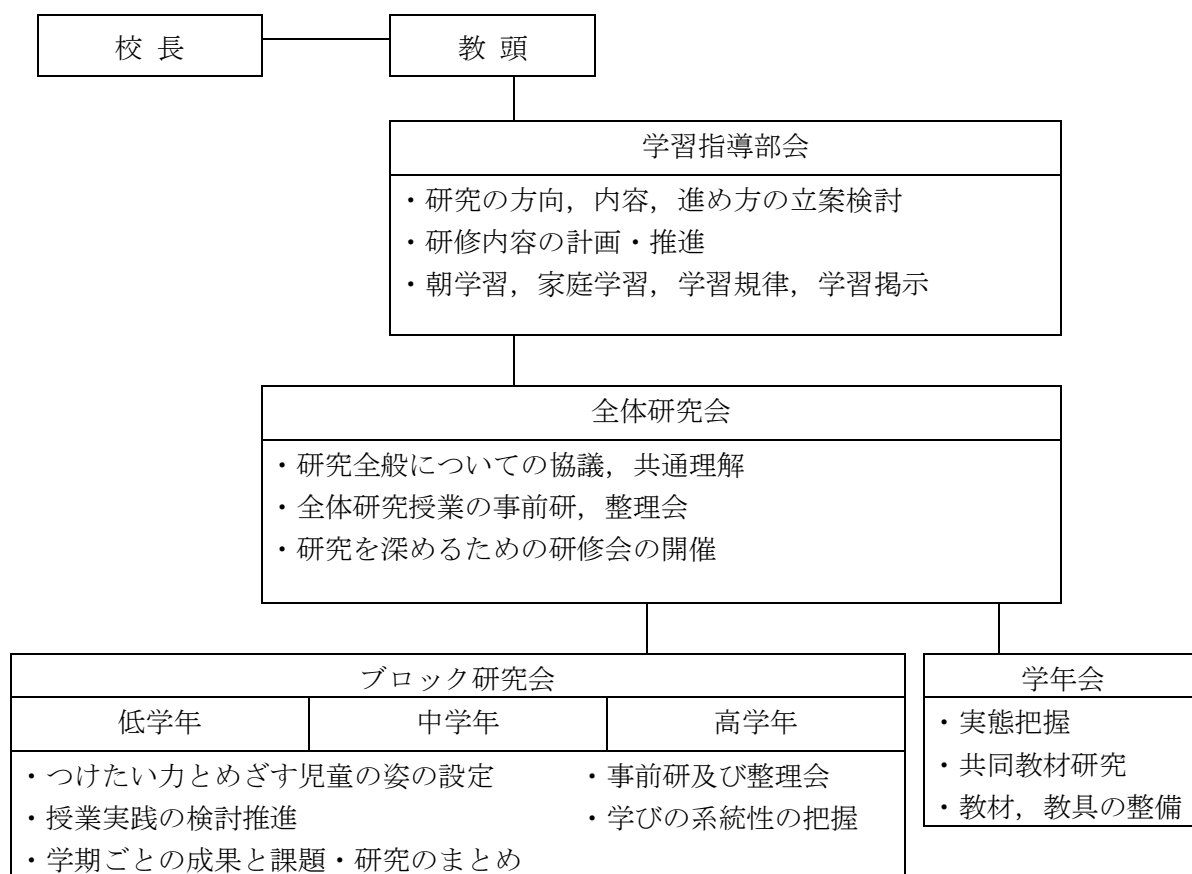 校 長
教 頭
学習指導部会
・研究の方向，内容，進め方の立案検討
・研修内容の計画・推進
・朝学習，家庭学習，学習規律，学習掲示
全体研究会
・研究全般についての協議，共通理解
・全体研究授業の事前研，整理会
・研究を深めるための研修会の開催
ブロック研究会
低学年
中学年
高学年
・つけたい力とめざす児童の姿の設定
・授業実践の検討推進
・学期ごとの成果と課題・研究のまとめ
・事前研及び整理会
・学びの系統性の把握
学年会
・実態把握
・共同教材研究
・教材，教具の整備